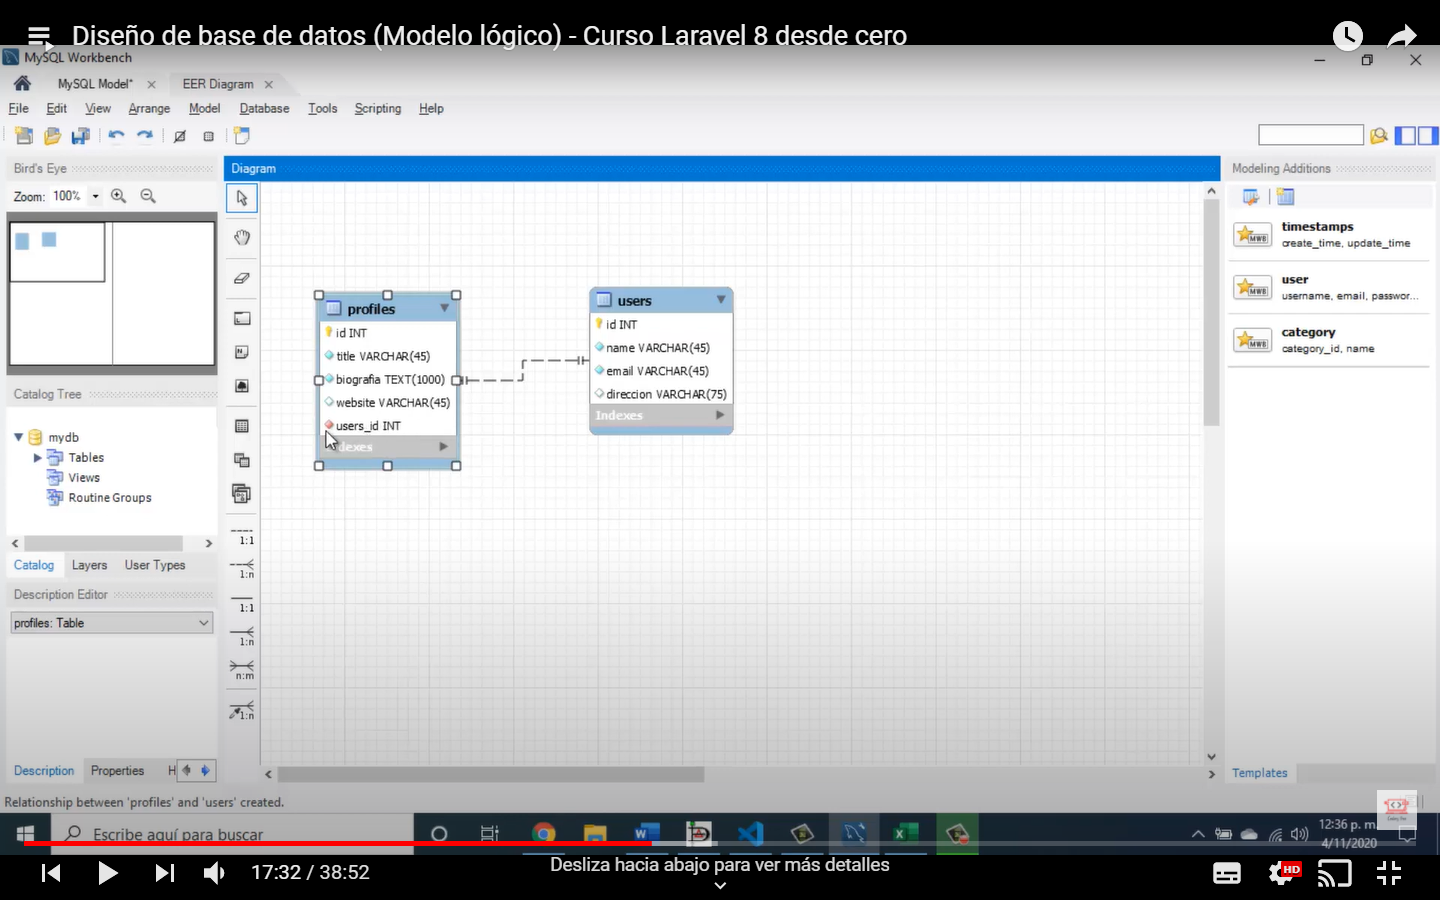 Diseño de base de datos (Modelo lógico) - Curso Laravel 8 desde cero
MySQL Workbench
MySQL Model*
EER Diagram
File Edit View Arrange Model Database Tools Scripting Help
Bird's Eye
Zoom: 100%
Diagram
Modeling Additions
timestamps
create_time, update_time
user
username, email, passwor...
category
category_id, name
profiles
id INT
title VARCHAR(45)
biografia TEXT(1000)
website VARCHAR(45)
users_id INT
dexes
users
id INT
name VARCHAR(45)
email VARCHAR(45)
direccion VARCHAR(75)
Indexes
Catalog Tree
mydb
Tables
Views
Routine Groups
Catalog Layers User Types
Description Editor
profiles: Table
1:1
1:n
1:1
1:n
n:m
1:n
Description Properties H
Templates
Relationship between 'profiles' and 'users' created.
Escribe aquí para buscar
12:36 p. m.
4/11/2020
17:32 / 38:52
Desliza hacia abajo para ver más detalles
HD